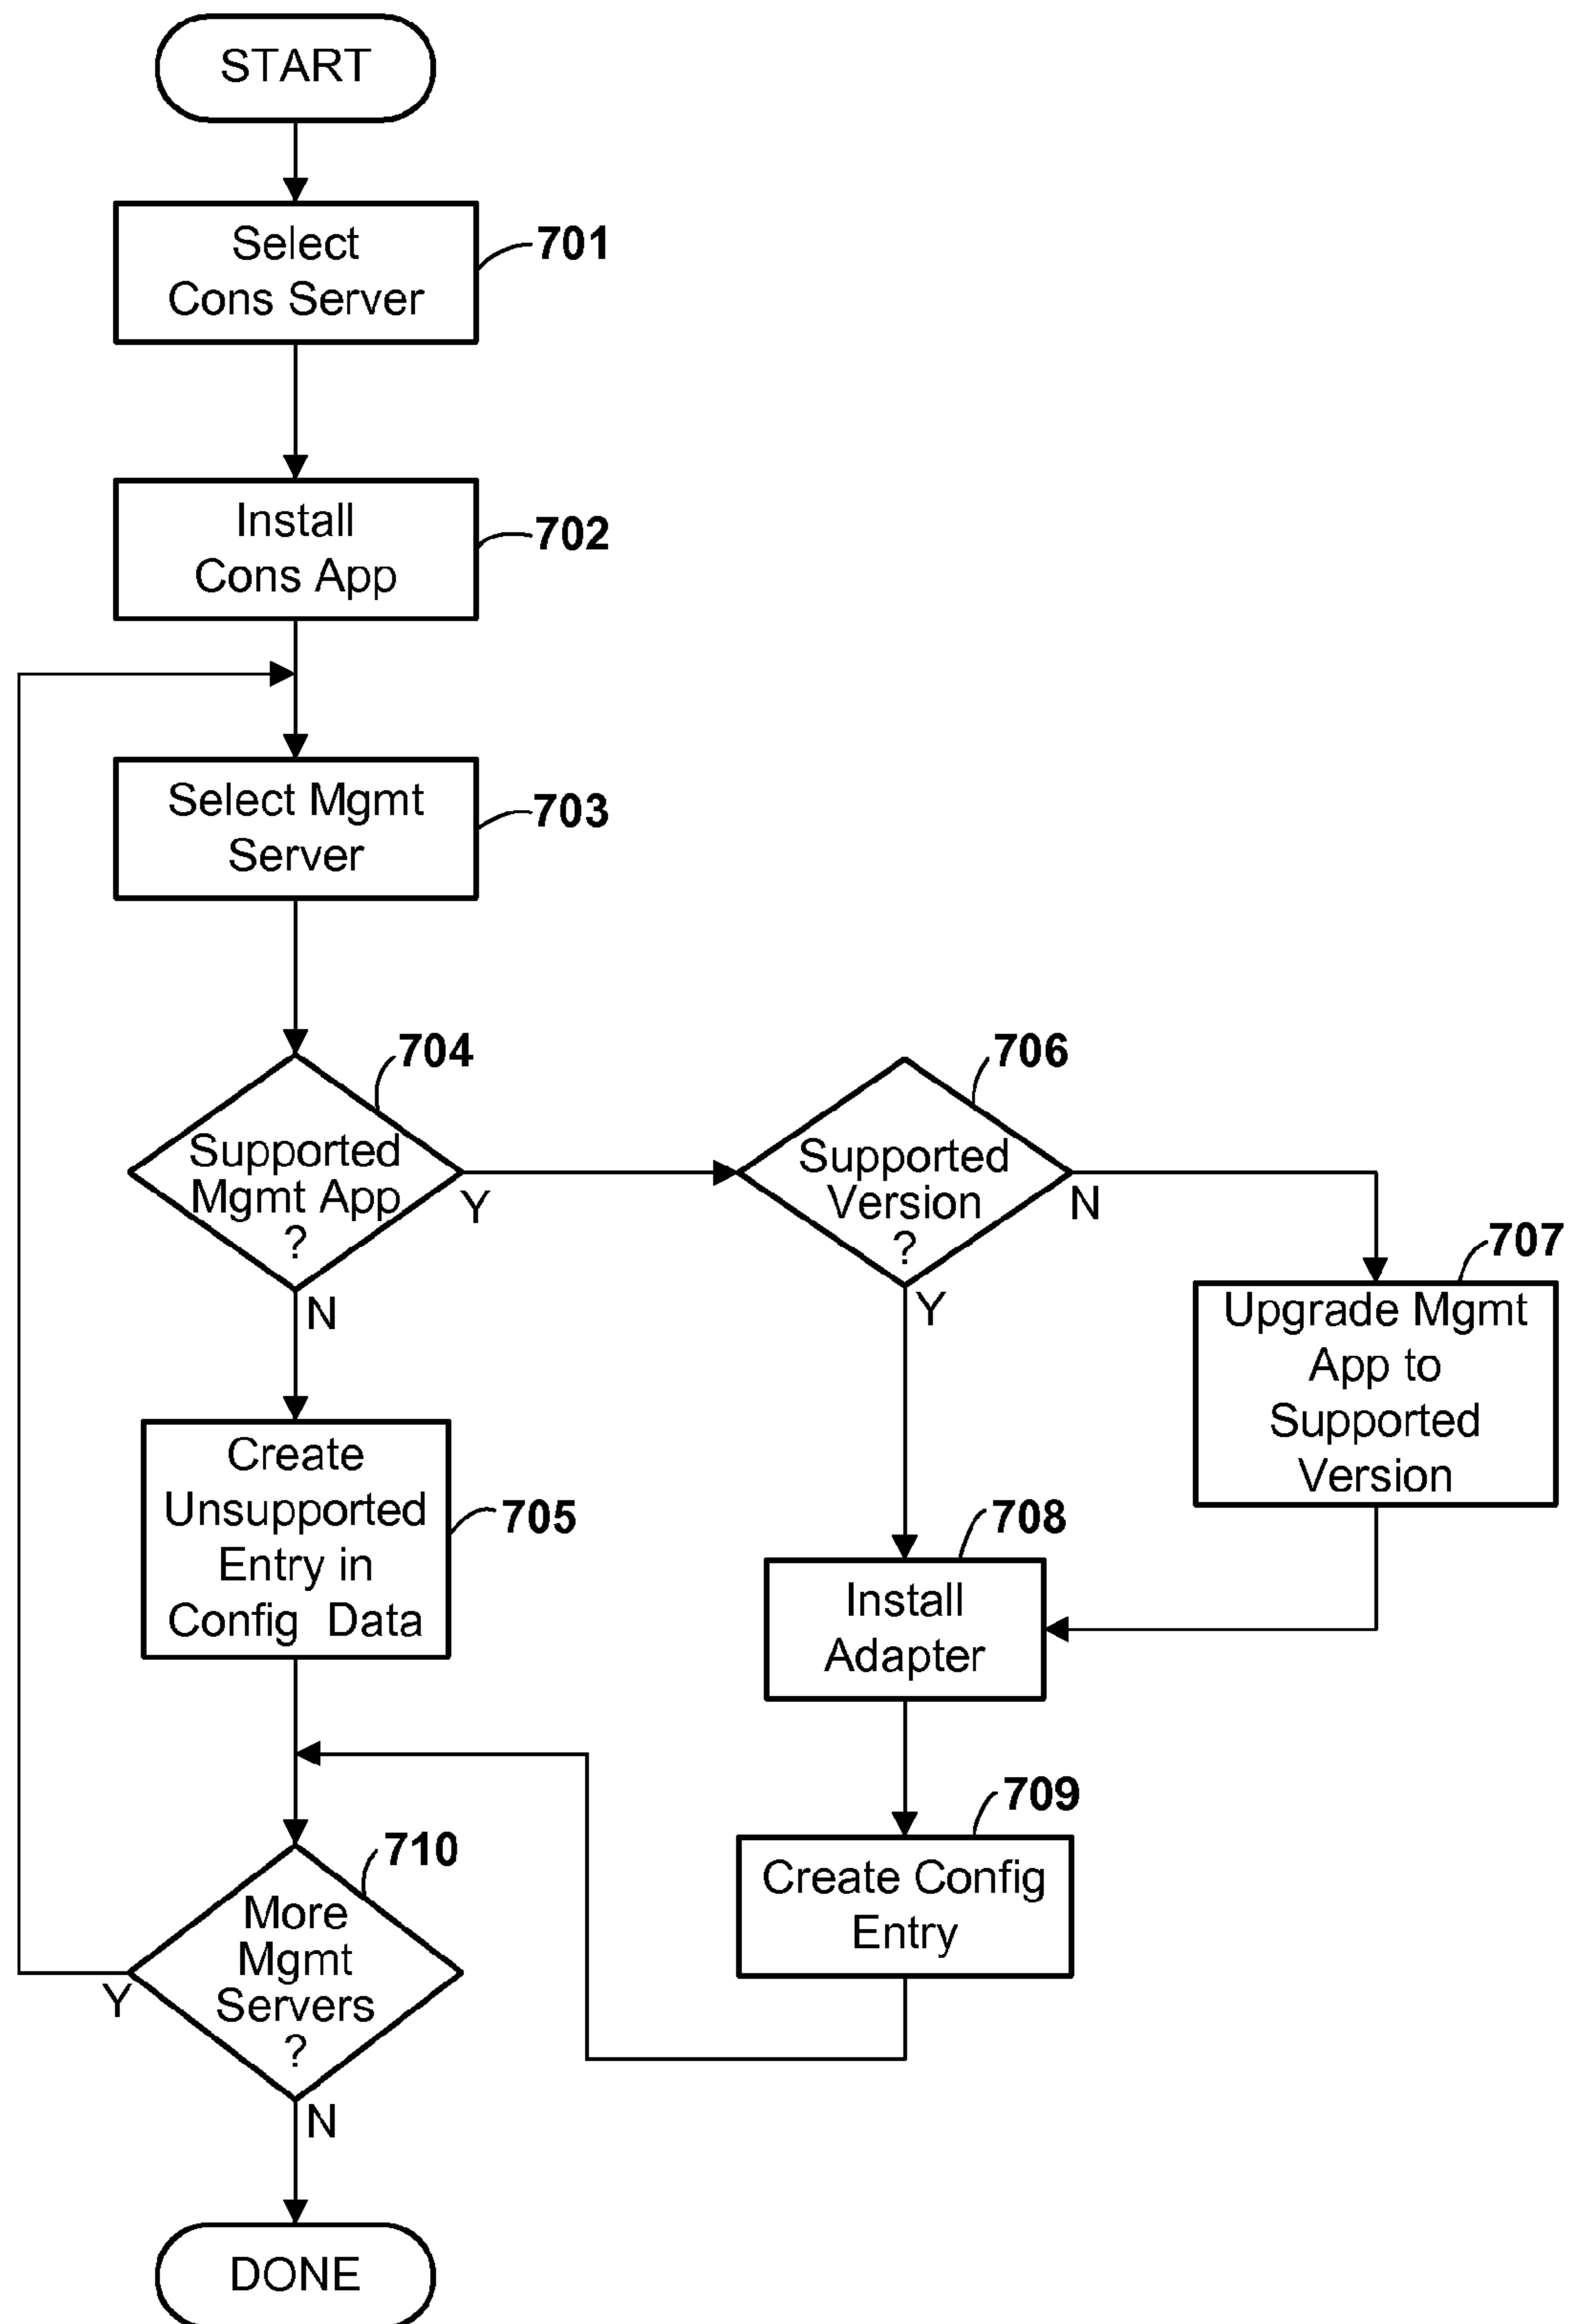 START
Select
Cons Server
701
Install
Cons App
702
Select Mgmt
Server
703
704
Supported
Mgmt App
?
Y
N
706
Supported
Version
?
N
Y
707
Upgrade Mgmt
App to
Supported
Version
Create
Unsupported
Entry in
Config Data
705
708
Install
Adapter
709
Create Config
Entry
710
More
Mgmt
Servers
?
Y
N
DONE